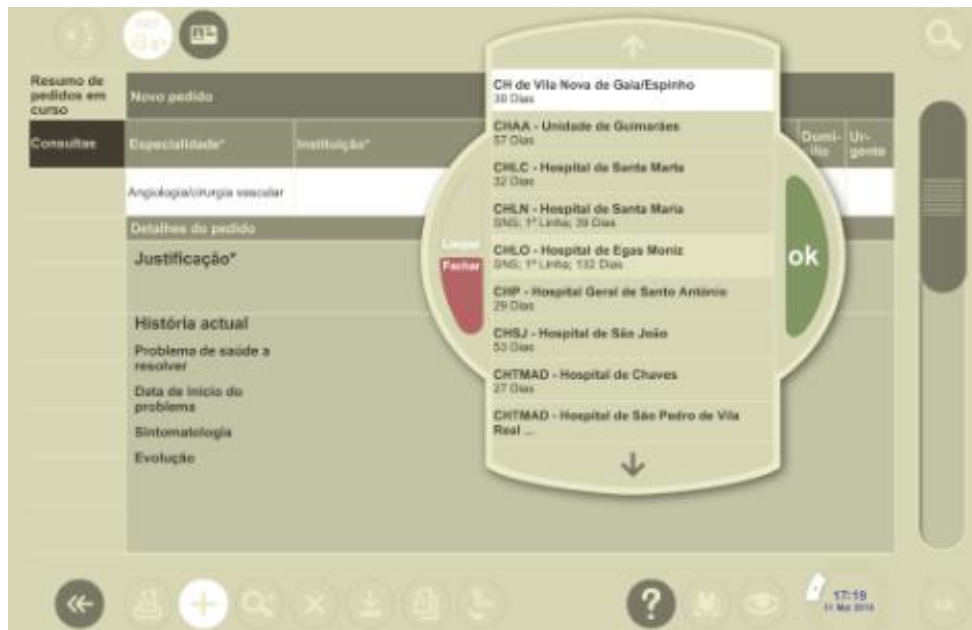 Resumo de
pedidos em
curso
Novo pedido
Consultas
Especialidade*
Instituição*
Domi-
lio
Ur-
gente
Angiologia/cirurgia vascular
Detalhes do pedido
Justificação*
História actual
Problema de saúde a
resolver
Data de início do
problema
Sintomatologia
Evolução
Limpar
Fechar
CH de Vila Nova de Gaia/Espinho
38 Dias
CHAA - Unidade de Guimarães
57 Dias
CHLC - Hospital de Santa Marta
32 Dias
CHLN - Hospital de Santa Maria
SNS; 1ª Linha; 39 Dias
CHLO - Hospital de Egas Moniz
SNS; 1ª Linha; 132 Dias
CHP - Hospital Geral de Santo António
29 Dias
CHSJ - Hospital de São João
53 Dias
CHTMAD - Hospital de Chaves
27 Dias
CHTMAD - Hospital de São Pedro de Vila
Real ...
ok
?
17:19